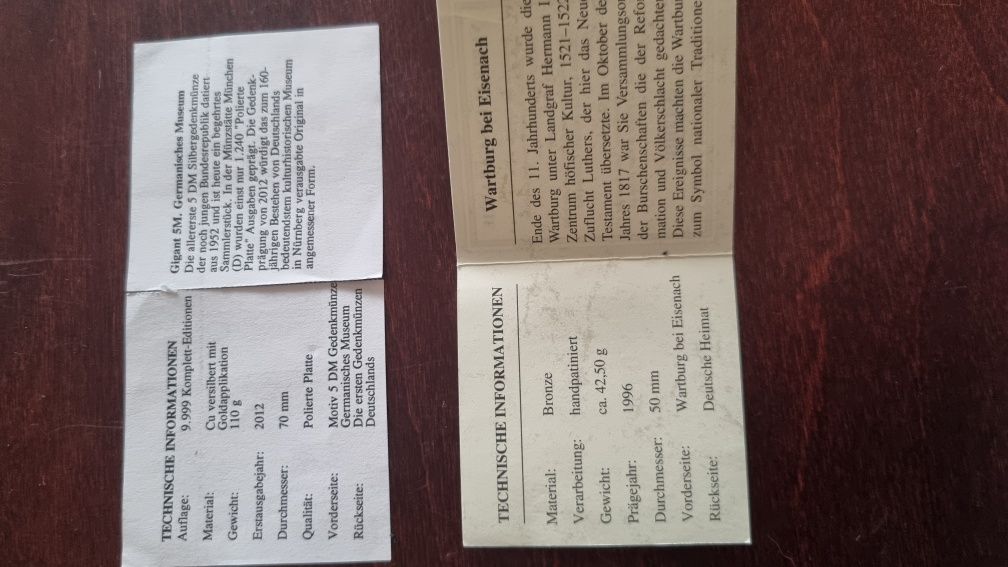 TECHNISCHE INFORMATIONEN
Auflage: 9.999 Komplett-Editionen
Material: Cu versilbert mit
Goldapplikation
Gewicht: 110 g
Erstausgabejahr: 2012
Durchmesser: 70 mm
Qualität: Polierte Platte
Vorderseite: Motiv 5 DM Gedenkmünze
Germanisches Museum
Rückseite: Die ersten Gedenkmünzen
Deutschlands
Gigant 5M. Germanisches Museum
Die allererste 5 DM Silbergedenkmünze
der noch jungen Bundesrepublik datiert
aus 1952 und ist heute ein begehrtes
Sammlerstück. In der Münzstätte München
(D) wurden einst nur 1.240 "Polierte
Platte" Ausgaben geprägt. Die Gedenk-
prägung von 2012 würdigt das zum 160-
jährigen Bestehen von Deutschlands
bedeutendstem kulturhistorischen Museum
in Nürnberg verausgabte Original in
angemessener Form.
TECHNISCHE INFORMATIONEN
Material: Bronze
Verarbeitung: handpatiniert
Gewicht: ca. 42,50 g
Prägejahr: 1996
Durchmesser: 50 mm
Vorderseite: Wartburg bei Eisenach
Rückseite: Deutsche Heimat
Wartburg bei Eisenach
Ende des 11. Jahrhunderts wurde die
Wartburg unter Landgraf Hermann I
Zentrum höfischer Kultur, 1521–1522
Zuflucht Luthers, der hier das Neue
Testament übersetzte. Im Oktober de
Jahres 1817 war Sie Versammlungsor
der Burschenschaften die der Refor
mation und Völkerschlacht gedachten
Diese Ereignisse machten die Wartbur
zum Symbol nationaler Traditione